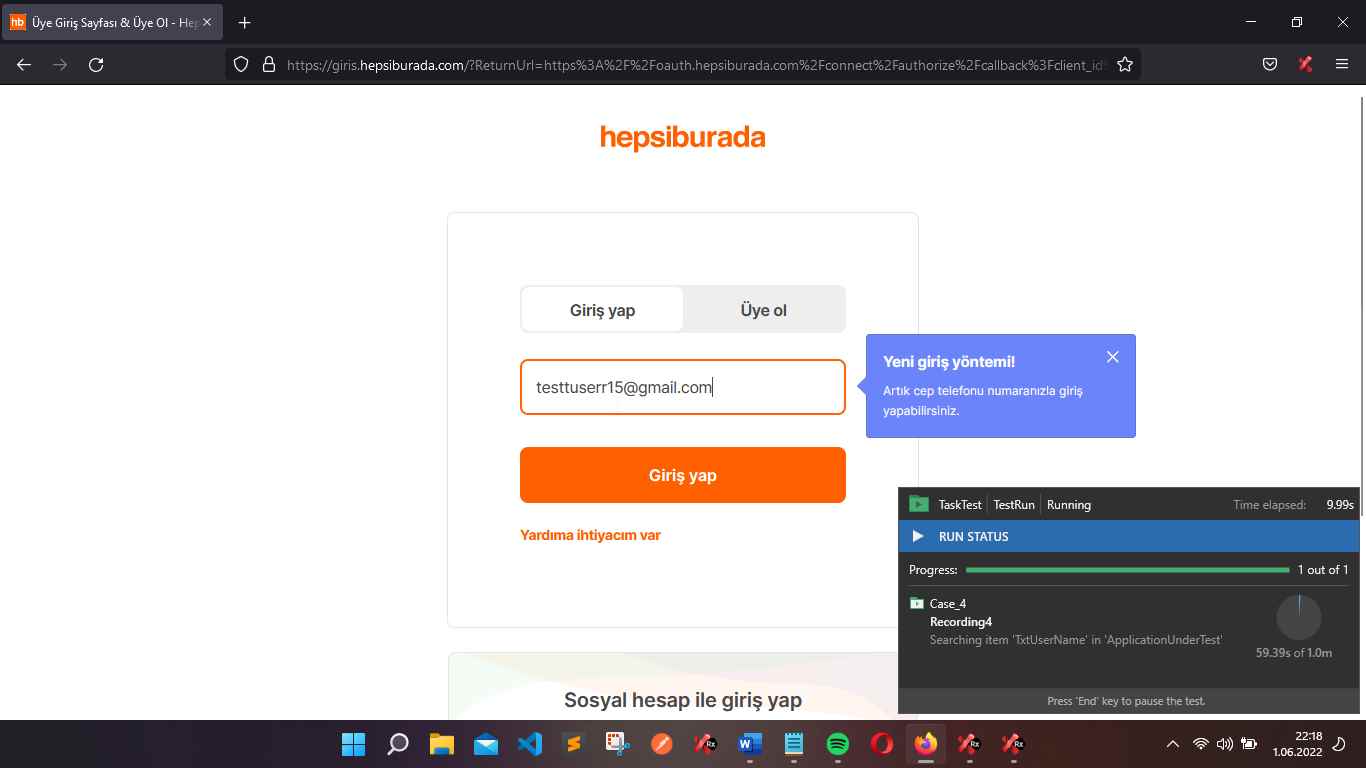 Üye Giriş Sayfası & Üye Ol - Hep
https://giris.hepsiburada.com/?ReturnUrl=https%3A%2F%2Foauth.hepsiburada.com%2Fconnect%2Fauthorize%2Fcallback%3Fclient_id%
hepsiburada
Giriş yap
Üye ol
testtuserr15@gmail.com
Yeni giriş yöntemi!
Artık cep telefonu numaranızla giriş
yapabilirsiniz.
Giriş yap
Yardıma ihtiyacım var
Sosyal hesap ile giriş yap
TaskTest TestRun Running Time elapsed: 9.99s
RUN STATUS
Progress: 1 out of 1
Case_4
Recording4
Searching item 'TxtUserName' in 'ApplicationUnderTest'
59.39s of 1.0m
Press 'End' key to pause the test.
22:18
1.06.2022